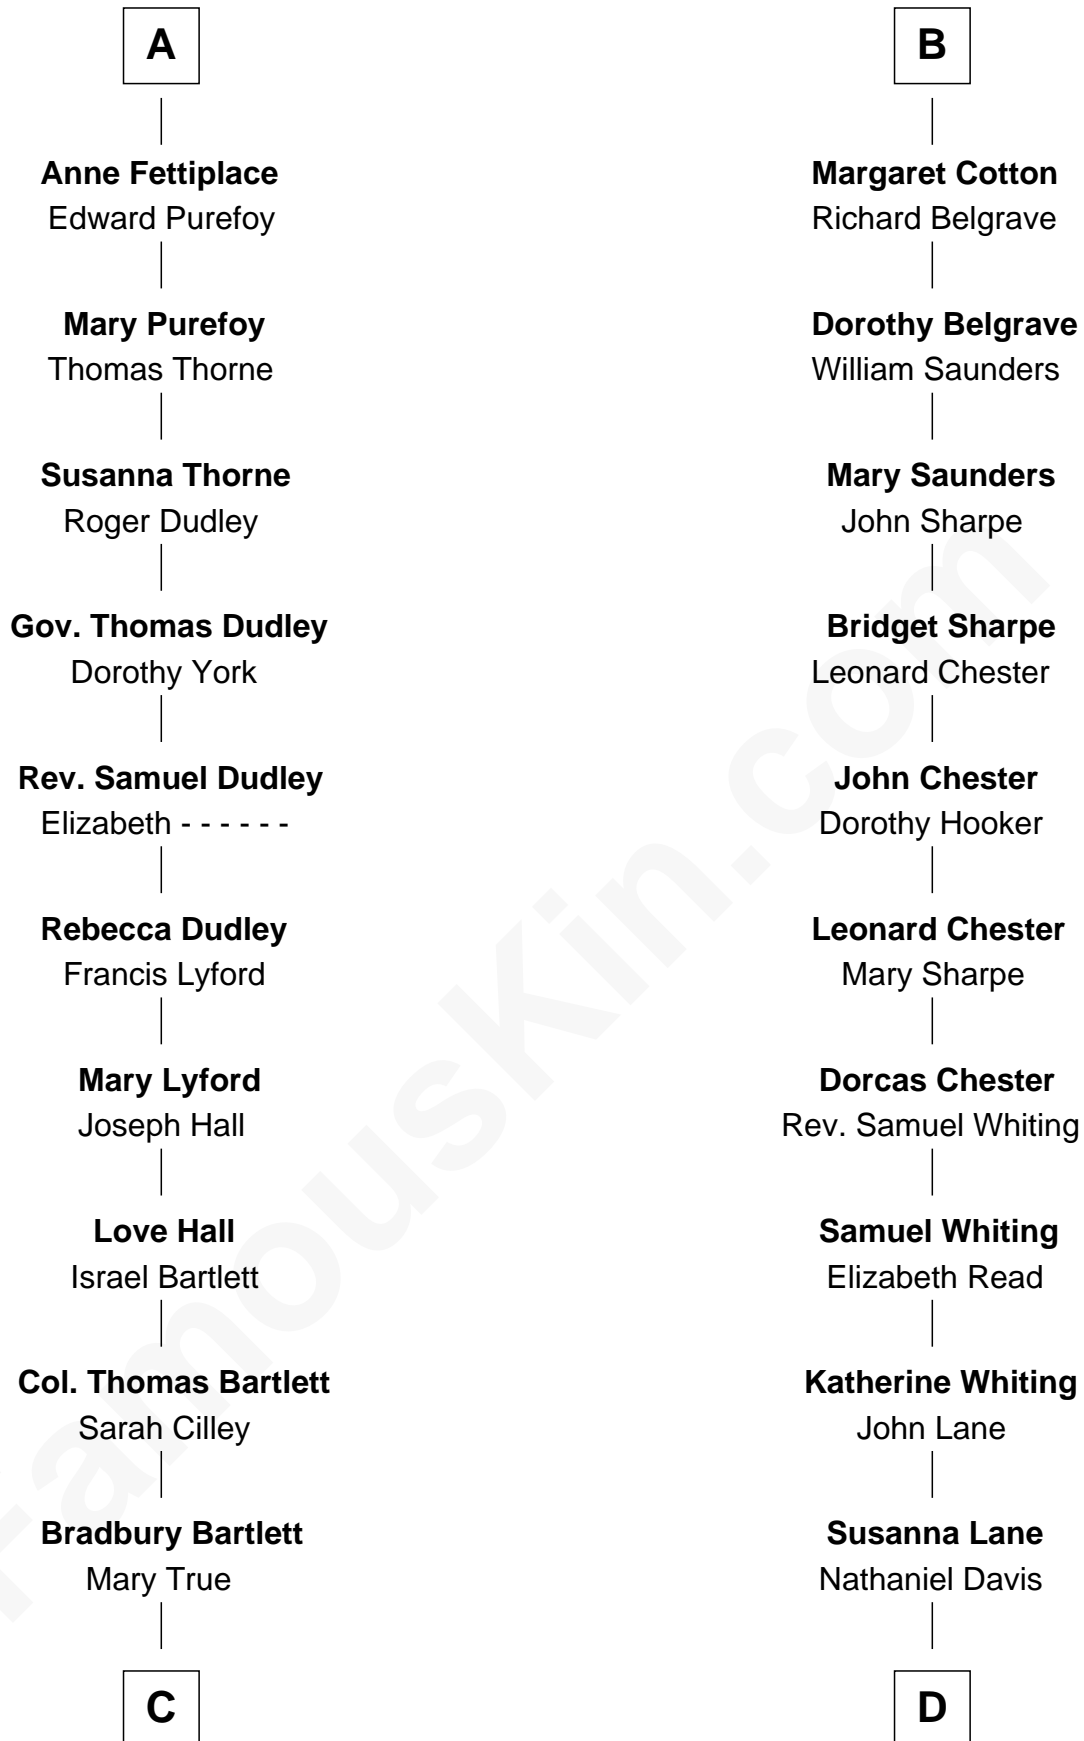 A
Anne Fettiplace
Edward Purefoy
Mary Purefoy
Thomas Thorne
Susanna Thorne
Roger Dudley
Gov. Thomas Dudley
Dorothy York
Rev. Samuel Dudley
Elizabeth - - - - - -
Rebecca Dudley
Francis Lyford
Mary Lyford
Joseph Hall
Love Hall
Israel Bartlett
Col. Thomas Bartlett
Sarah Cilley
Bradbury Bartlett
Mary True
C
B
Margaret Cotton
Richard Belgrave
Dorothy Belgrave
William Saunders
Mary Saunders
John Sharpe
Bridget Sharpe
Leonard Chester
John Chester
Dorothy Hooker
Leonard Chester
Mary Sharpe
Dorcas Chester
Rev. Samuel Whiting
Samuel Whiting
Elizabeth Read
Katherine Whiting
John Lane
Susanna Lane
Nathaniel Davis
D
FamousKin.com